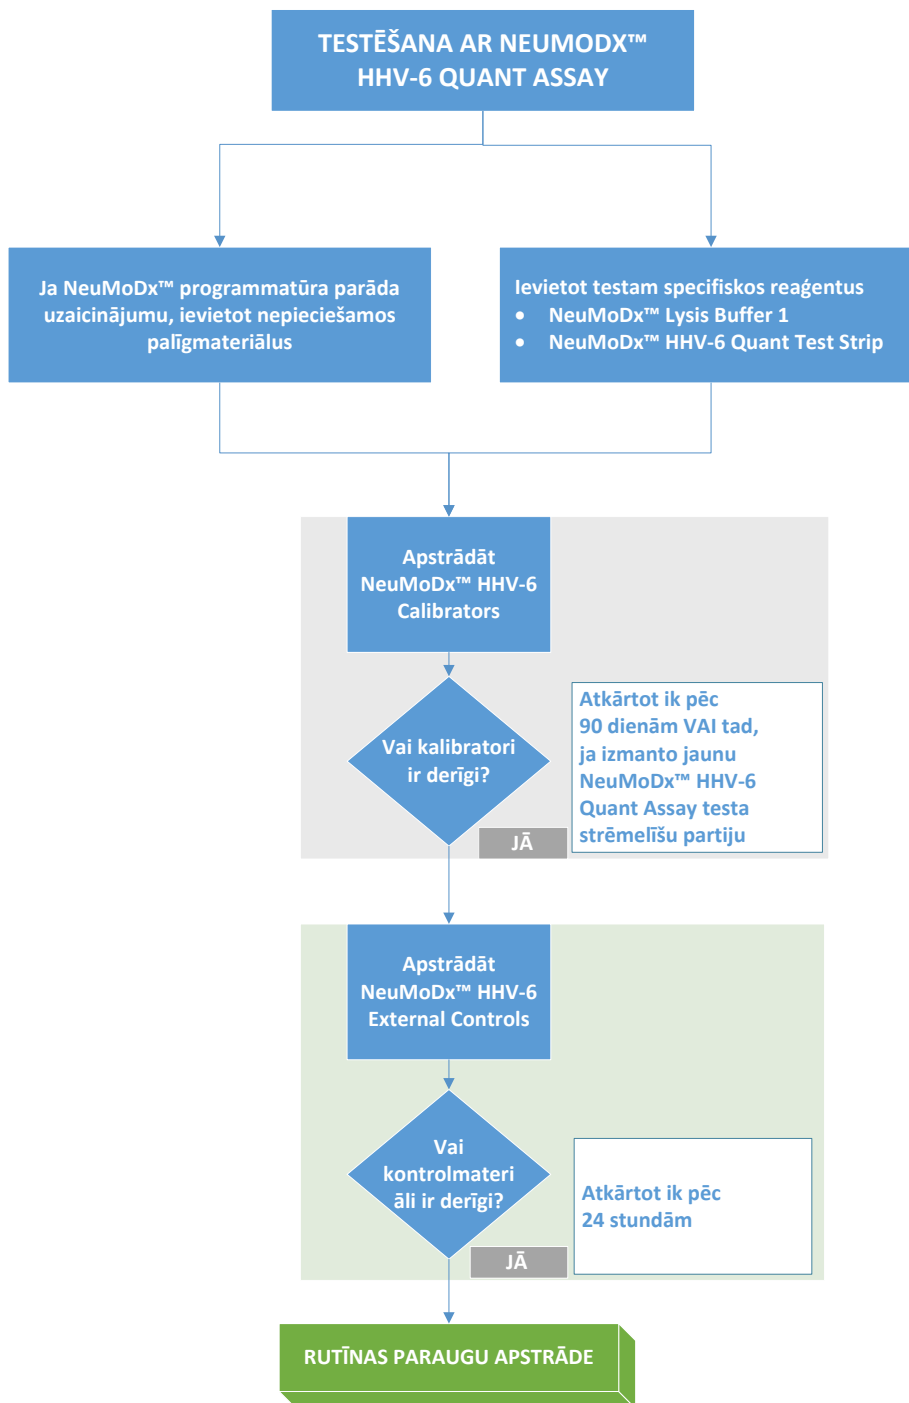 TESTĒŠANA AR NEUMODX™
HHV-6 QUANT ASSAY
Ja NeuMoDx™ programmatūra parāda
uzaicinājumu, ievietot nepieciešamos
palīgmateriālus
Ievietot testam specifiskos reaģentus
• NeuMoDx™ Lysis Buffer 1
• NeuMoDx™ HHV-6 Quant Test Strip
Apstrādāt
NeuMoDx™ HHV-6
Calibrators
Vai kalibratori
ir derīgi?
Atkārtot ik pēc
90 dienām VAI tad,
ja izmanto jaunu
NeuMoDx™ HHV-6
Quant Assay testa
strēmelīšu partiju
JĀ
Apstrādāt
NeuMoDx™ HHV-6
External Controls
Vai
kontrolmateri
āli ir derīgi?
Atkārtot ik pēc
24 stundām
JĀ
RUTĪNAS PARAUGU APSTRĀDE